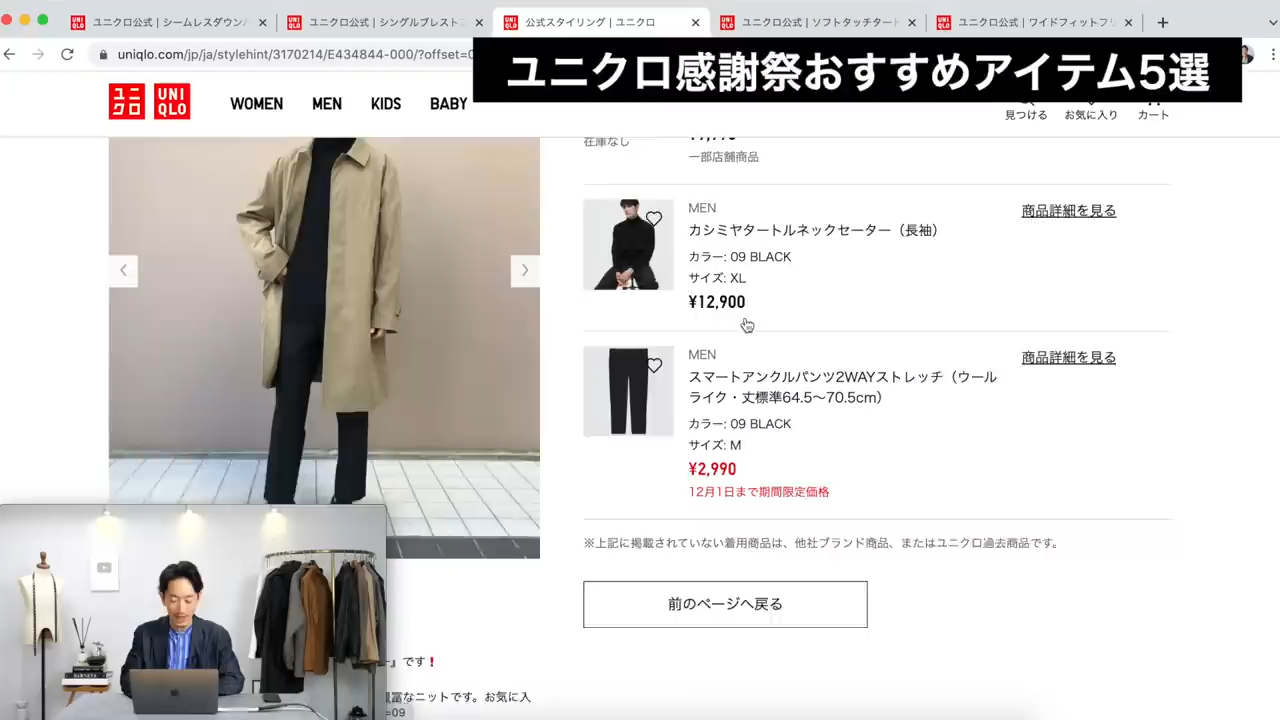 ユニクロ公式 | シームレスダウン
ユニクロ公式 | シングルブレスト
公式スタイリング | ユニクロ
ユニクロ公式 | ソフトタッチタート
ユニクロ公式 | ワイドフィットフリ
uniqlo.com/jp/ja/stylehint/3170214/E434844-000/?offset=0
ユニクロ感謝祭おすすめアイテム5選
ユニクロ
UNIQLO
WOMEN
MEN
KIDS
BABY
見つける
お気に入り
カート
在庫なし
一部店舗商品
MEN
商品詳細を見る
カシミヤタートルネックセーター（長袖）
カラー: 09 BLACK
サイズ: XL
¥12,900
MEN
商品詳細を見る
スマートアンクルパンツ2WAYストレッチ（ウール
ライク・丈標準64.5～70.5cm）
カラー: 09 BLACK
サイズ: M
¥2,990
12月1日まで期間限定価格
※上記に掲載されていない着用商品は、他社ブランド商品、またはユニクロ過去商品です。
前のページへ戻る
』です❗
豊富なニットです。お気に入
=09